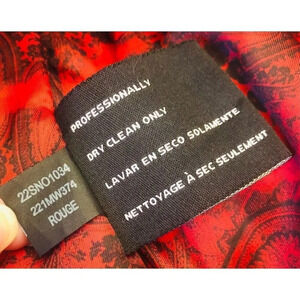 PROFESSIONALLY
DRY CLEAN ONLY
LAVAR EN SECO SOLAMENTE
NETTOYAGE À SEC SEULEMENT
22SNO1034
221MW374
ROUGE